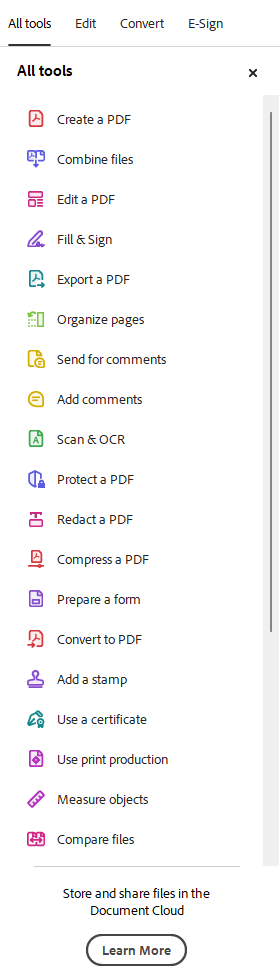 All tools Edit Convert E-Sign
All tools
Create a PDF
Combine files
Edit a PDF
Fill & Sign
Export a PDF
Organize pages
Send for comments
Add comments
Scan & OCR
Protect a PDF
Redact a PDF
Compress a PDF
Prepare a form
Convert to PDF
Add a stamp
Use a certificate
Use print production
Measure objects
Compare files
Store and share files in the
Document Cloud
Learn More